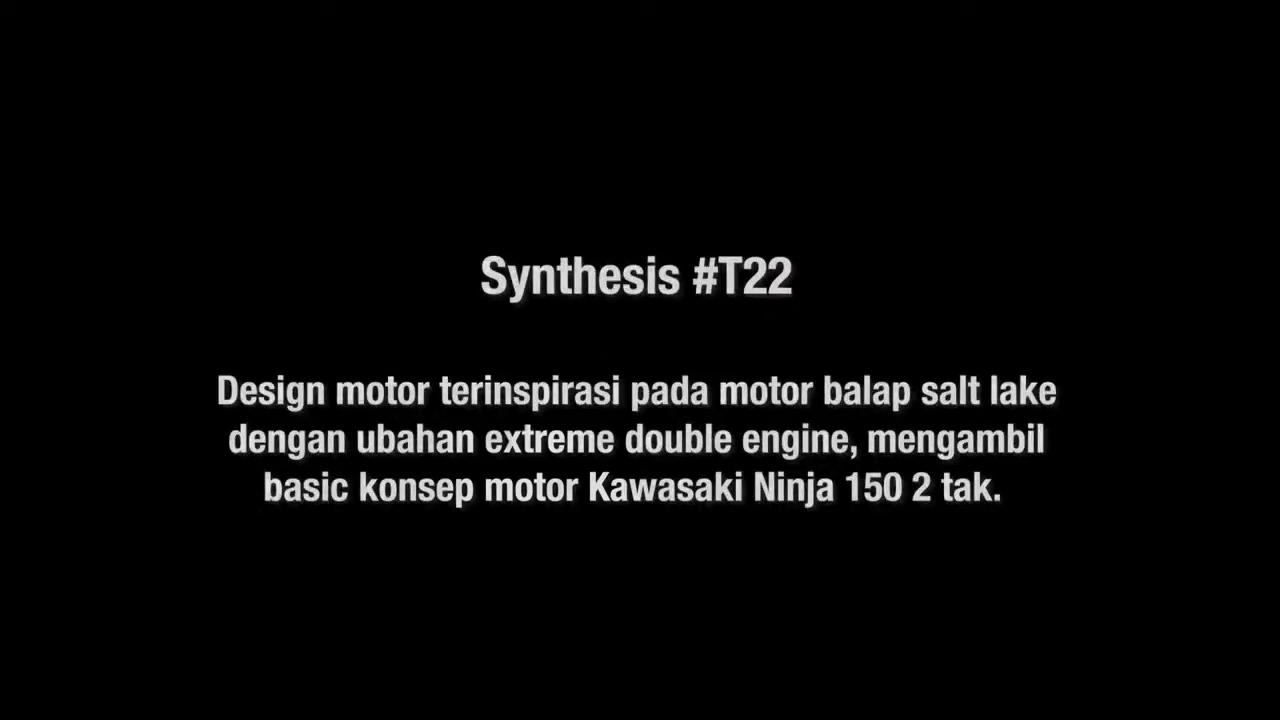 Synthesis #T22
Design motor terinspirasi pada motor balap salt lake
dengan ubahan extreme double engine, mengambil
basic konsep motor Kawasaki Ninja 150 2 tak.